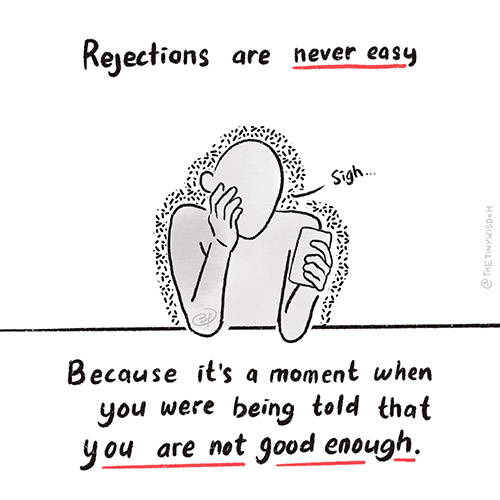 Rejections are never easy
Sigh...
@THETINYWISDOM
Because it's a moment when
you were being told that
you are not good enough.